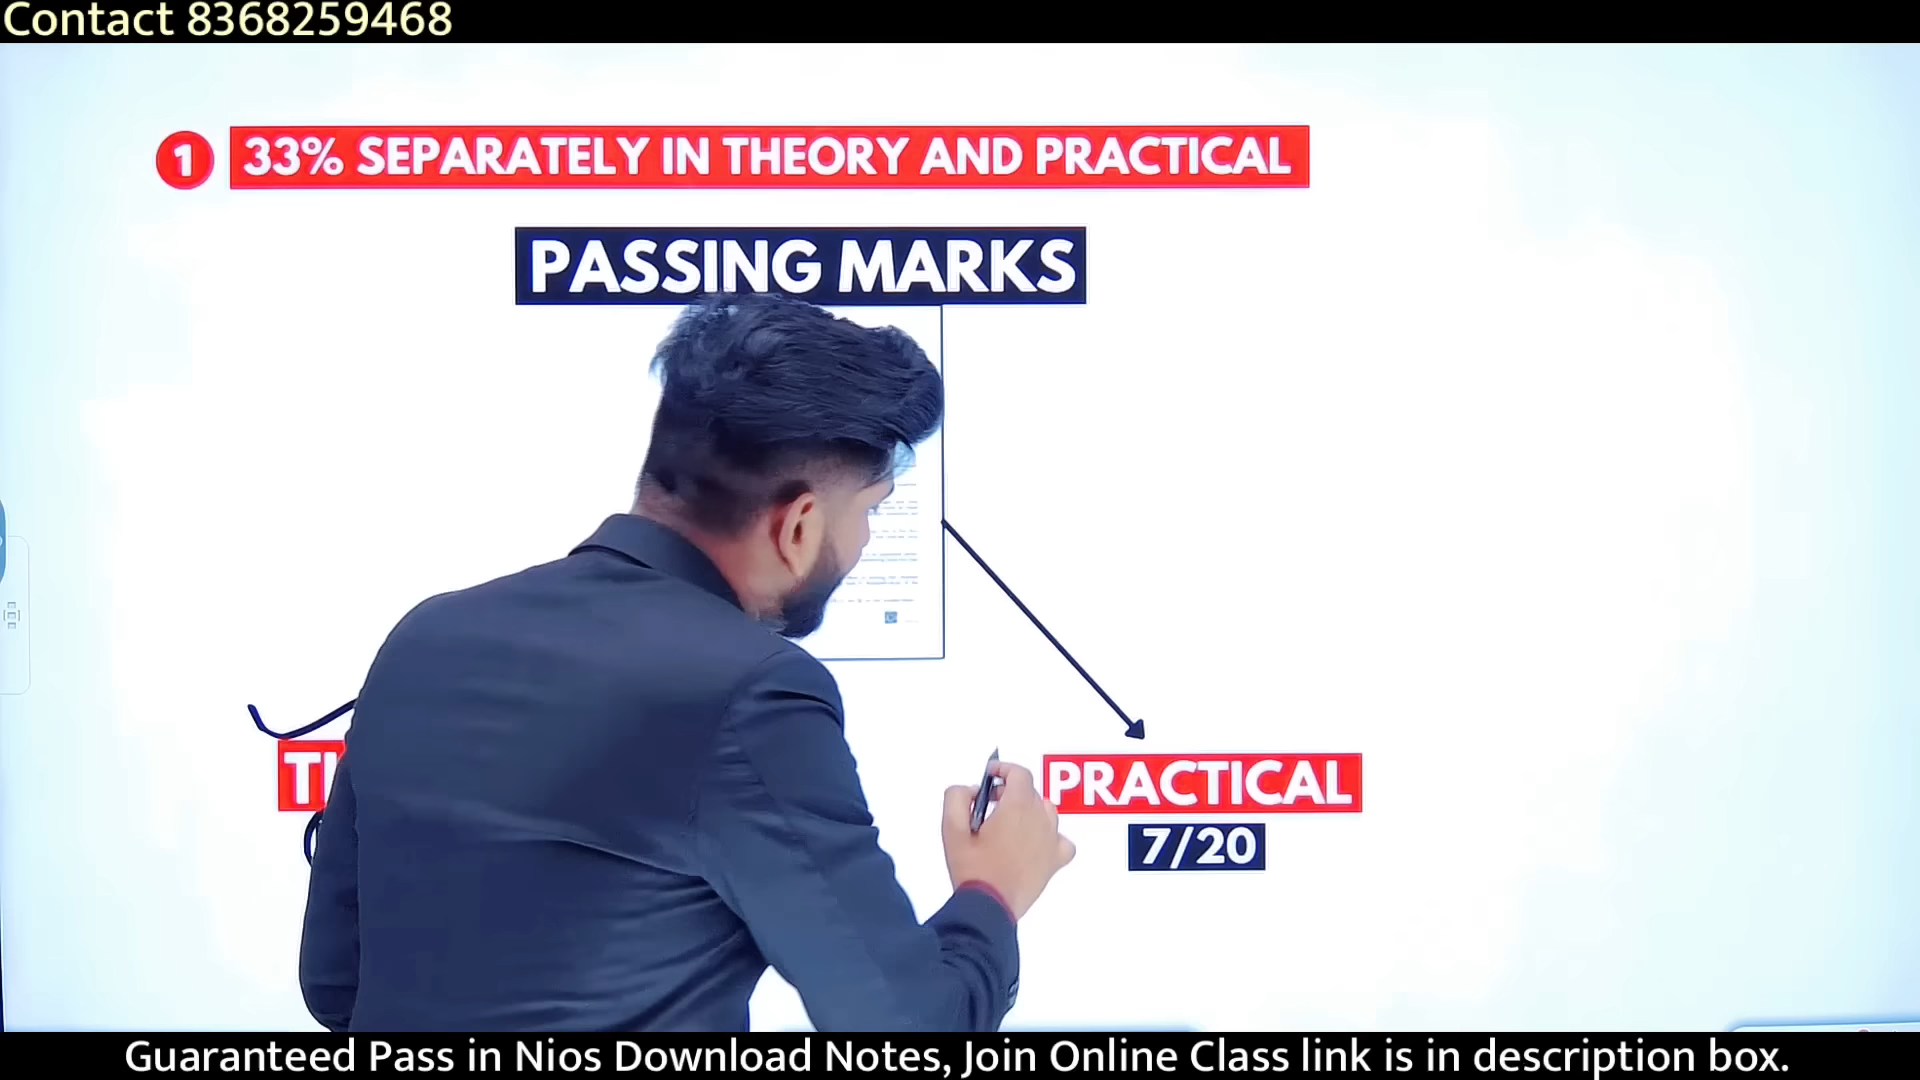 Contact 8368259468
1 33% SEPARATELY IN THEORY AND PRACTICAL
PASSING MARKS
PRACTICAL
7/20
Guaranteed Pass in Nios Download Notes, Join Online Class link is in description box.